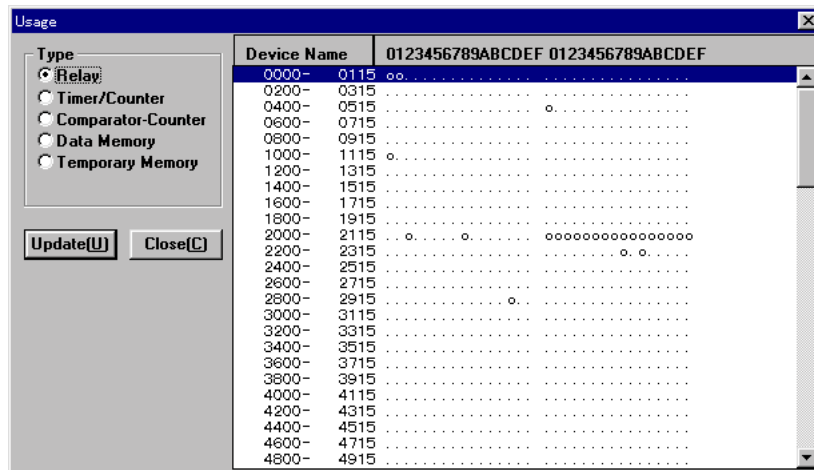 Usage
Type
Relay
Timer/Counter
Comparator-Counter
Data Memory
Temporary Memory
Update(U) Close(C)
Device Name 0123456789ABCDEF 0123456789ABCDEF
0000- 0115 oo.............. ................
0200- 0315 ................ ................
0400- 0515 ................ o...............
0600- 0715 ................ ................
0800- 0915 ................ ................
1000- 1115 o............... ................
1200- 1315 ................ ................
1400- 1515 ................ ................
1600- 1715 ................ ................
1800- 1915 ................ ................
2000- 2115 ..o.....o....... oooooooooooooooo
2200- 2315 ................ ........o.o.....
2400- 2515 ................ ................
2600- 2715 ................ ................
2800- 2915 .............o.. ................
3000- 3115 ................ ................
3200- 3315 ................ ................
3400- 3515 ................ ................
3600- 3715 ................ ................
3800- 3915 ................ ................
4000- 4115 ................ ................
4200- 4315 ................ ................
4400- 4515 ................ ................
4600- 4715 ................ ................
4800- 4915 ................ ................